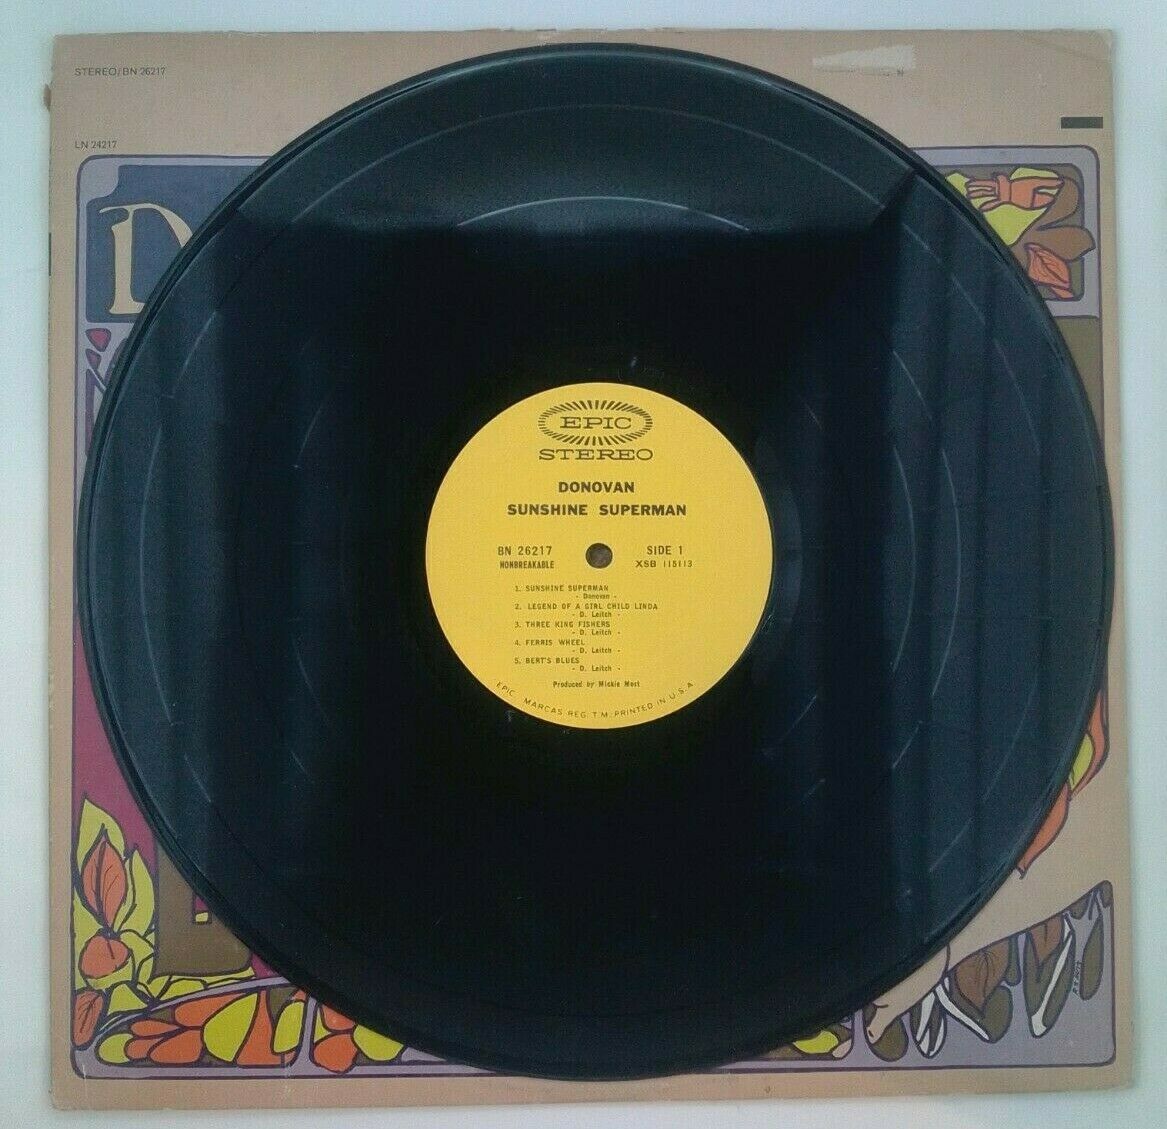 STEREO/BN 26217
LN 24217
D
EPIC
STEREO
DONOVAN
SUNSHINE SUPERMAN
BN 26217
NONBREAKABLE
SIDE 1
XSB 115113
1. SUNSHINE SUPERMAN
- Donovan -
2. LEGEND OF A GIRL CHILD LINDA
- D. Leitch -
3. THREE KING FISHERS
- D. Leitch -
4. FERRIS WHEEL
- D. Leitch -
5. BERT'S BLUES
- D. Leitch -
Produced by Mickie Most
EPIC. MARCAS REG. T.M. PRINTED IN U.S.A.